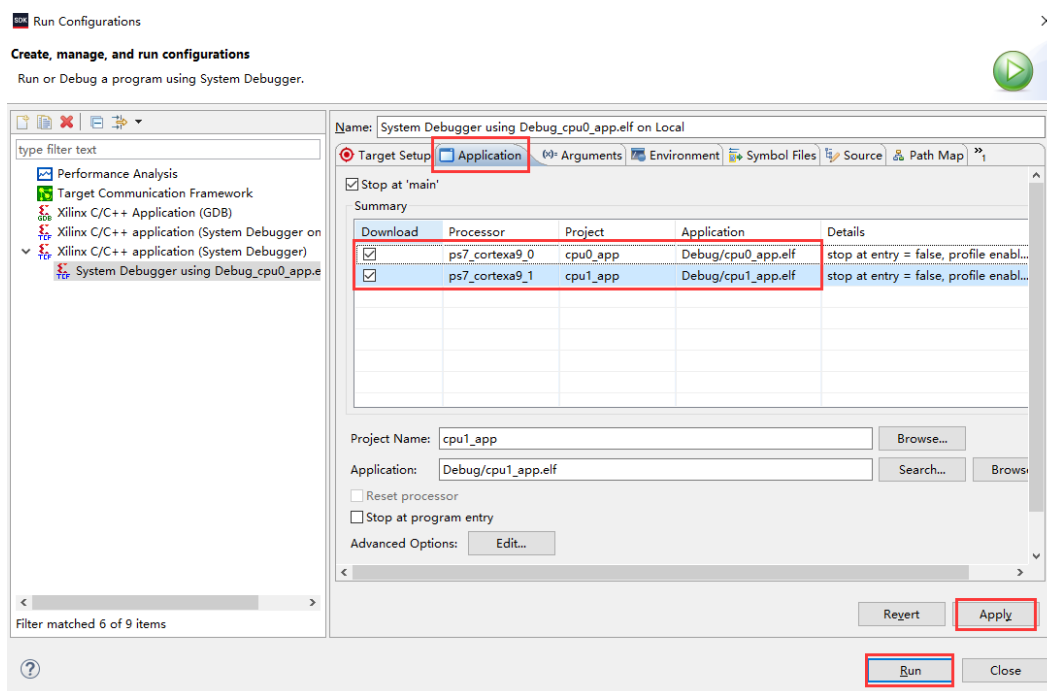 SDK Run Configurations
Create, manage, and run configurations
Run or Debug a program using System Debugger.
type filter text
Performance Analysis
Target Communication Framework
GDB Xilinx C/C++ Application (GDB)
TCF Xilinx C/C++ application (System Debugger on
TCF Xilinx C/C++ application (System Debugger)
TCF System Debugger using Debug_cpu0_app.e
Filter matched 6 of 9 items
Name: System Debugger using Debug_cpu0_app.elf on Local
Target Setup Application (x)= Arguments Environment Symbol Files Source Path Map »1
Stop at 'main'
Summary
Download Processor Project Application Details
ps7_cortexa9_0 cpu0_app Debug/cpu0_app.elf stop at entry = false, profile enabl...
ps7_cortexa9_1 cpu1_app Debug/cpu1_app.elf stop at entry = false, profile enabl...
Project Name: cpu1_app Browse...
Application: Debug/cpu1_app.elf Search... Brows
Reset processor
Stop at program entry
Advanced Options: Edit...
Revert Apply
? Run Close